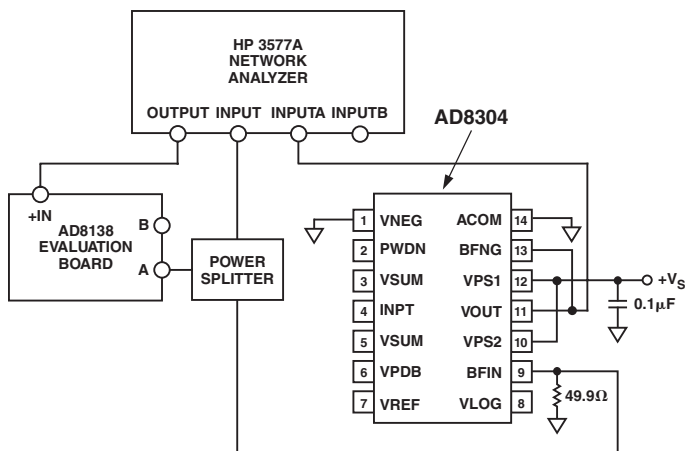 HP 3577A
NETWORK
ANALYZER
OUTPUT INPUT INPUTA INPUTB
AD8304
+IN
AD8138
EVALUATION
BOARD
B
A
POWER
SPLITTER
1 VNEG ACOM 14
2 PWDN BFNG 13
3 VSUM VPS1 12
4 INPT VOUT 11
5 VSUM VPS2 10
6 VPDB BFIN 9
7 VREF VLOG 8
+VS
0.1µF
49.9Ω